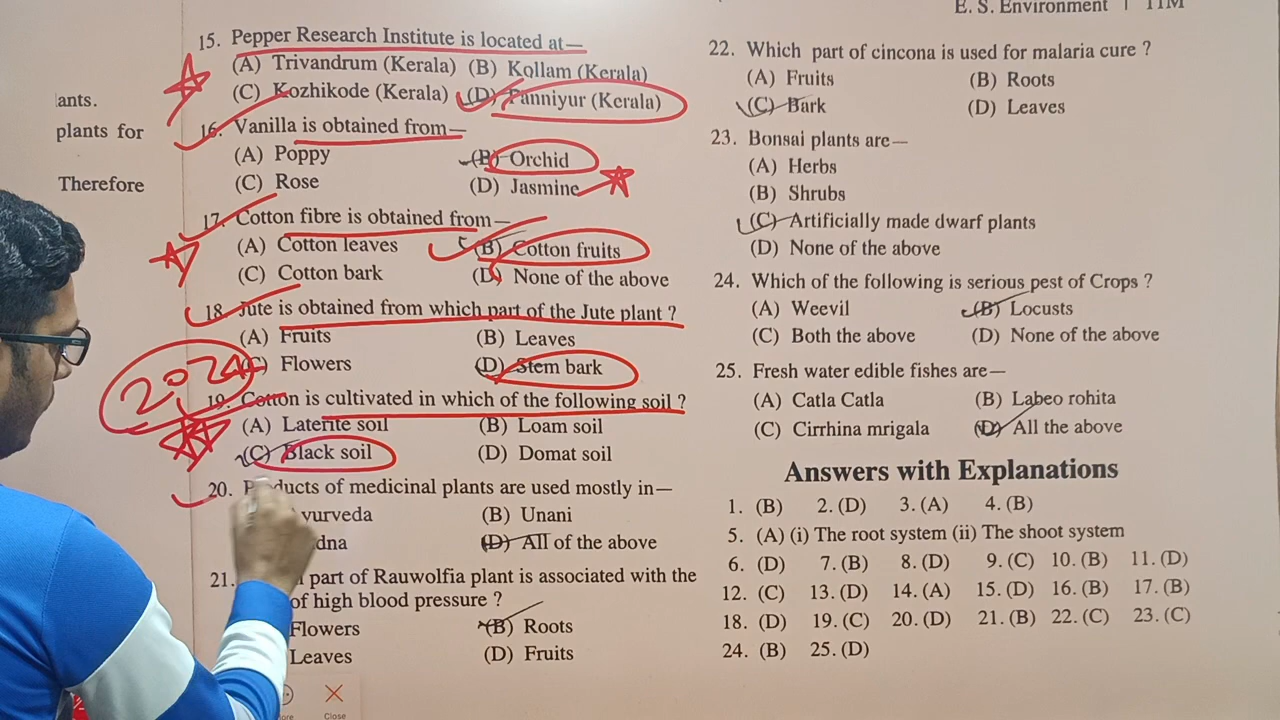 E. S. Environment | 11M
ants.
plants for
Therefore
15. Pepper Research Institute is located at—
(A) Trivandrum (Kerala) (B) Kollam (Kerala)
(C) Kozhikode (Kerala) (D) Panniyur (Kerala)
16. Vanilla is obtained from—
(A) Poppy (B) Orchid
(C) Rose (D) Jasmine
17. Cotton fibre is obtained from—
(A) Cotton leaves (B) Cotton fruits
(C) Cotton bark (D) None of the above
18. Jute is obtained from which part of the Jute plant ?
(A) Fruits (B) Leaves
(C) Flowers (D) Stem bark
2024
19. Cotton is cultivated in which of the following soil ?
(A) Laterite soil (B) Loam soil
(C) Black soil (D) Domat soil
20. Products of medicinal plants are used mostly in—
yurveda (B) Unani
dna (D) All of the above
21. part of Rauwolfia plant is associated with the
of high blood pressure ?
Flowers (B) Roots
Leaves (D) Fruits
Close
22. Which part of cincona is used for malaria cure ?
(A) Fruits (B) Roots
(C) Bark (D) Leaves
23. Bonsai plants are—
(A) Herbs
(B) Shrubs
(C) Artificially made dwarf plants
(D) None of the above
24. Which of the following is serious pest of Crops ?
(A) Weevil (B) Locusts
(C) Both the above (D) None of the above
25. Fresh water edible fishes are—
(A) Catla Catla (B) Labeo rohita
(C) Cirrhina mrigala (D) All the above
Answers with Explanations
1. (B) 2. (D) 3. (A) 4. (B)
5. (A) (i) The root system (ii) The shoot system
6. (D) 7. (B) 8. (D) 9. (C) 10. (B) 11. (D)
12. (C) 13. (D) 14. (A) 15. (D) 16. (B) 17. (B)
18. (D) 19. (C) 20. (D) 21. (B) 22. (C) 23. (C)
24. (B) 25. (D)